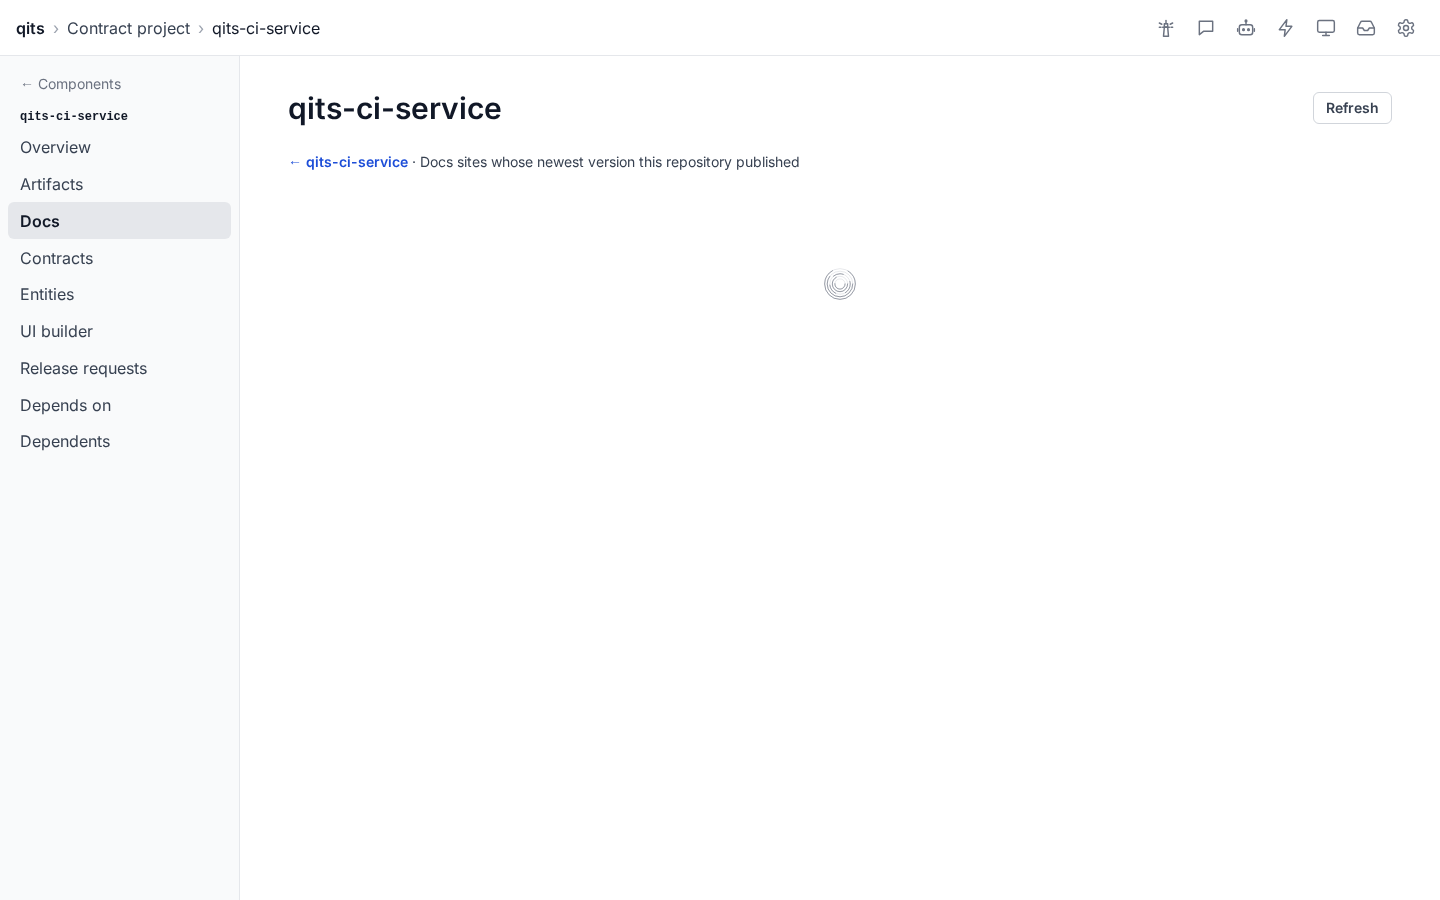 qits › Contract project › qits-ci-service
← Components
qits-ci-service
Overview
Artifacts
Docs
Contracts
Entities
UI builder
Release requests
Depends on
Dependents
qits-ci-service
Refresh
← qits-ci-service · Docs sites whose newest version this repository published